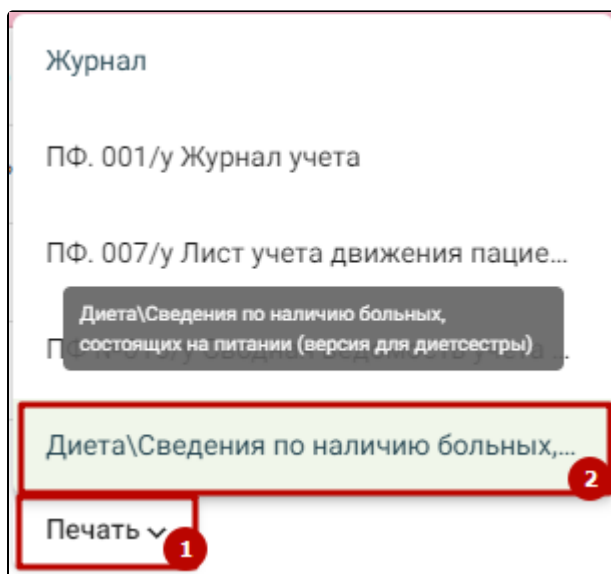 Журнал
ПФ. 001/у Журнал учета
ПФ. 007/у Лист учета движения пацие...
Диета\Сведения по наличию больных,
состоящих на питании (версия для диетсестры)
Диета\Сведения по наличию больных,...
2
Печать
1